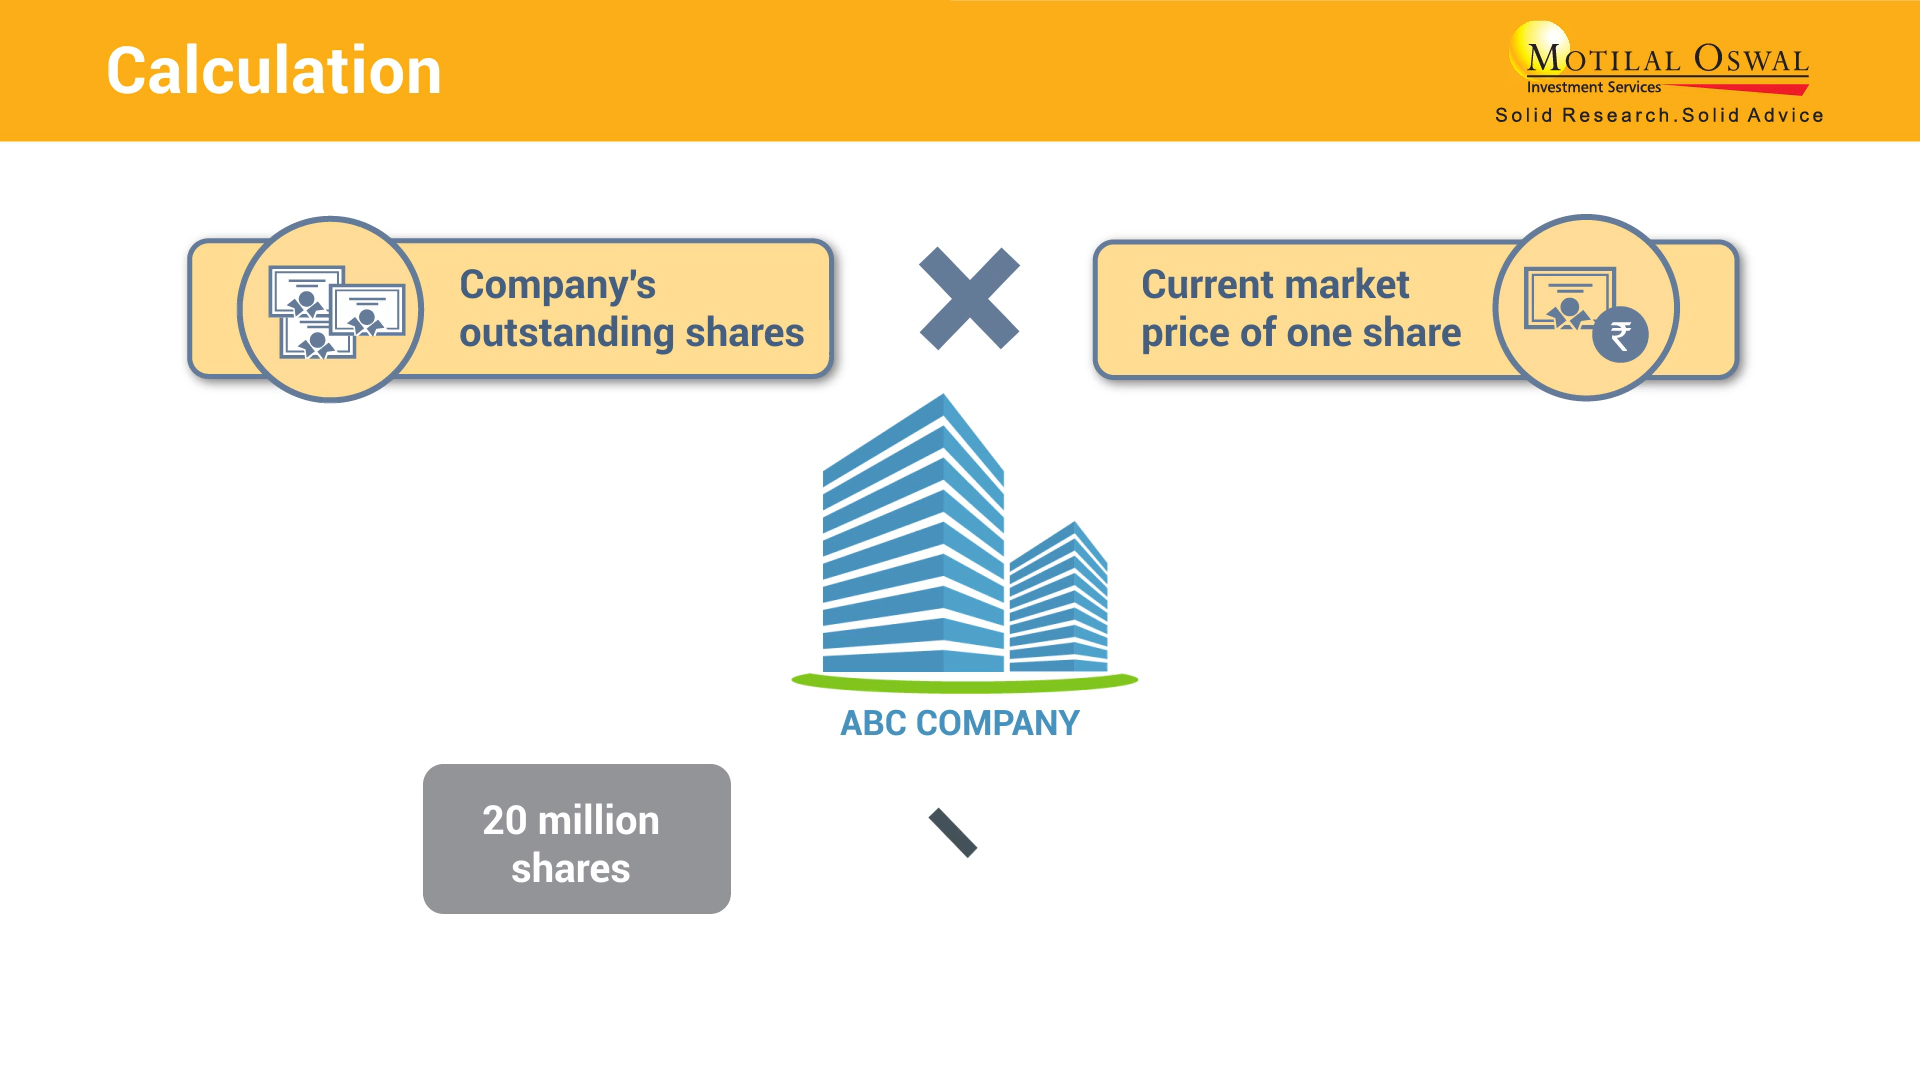 Calculation
MOTILAL OSWAL
Investment Services
Solid Research.Solid Advice
Company's
outstanding shares
Current market
price of one share
₹
ABC COMPANY
20 million
shares